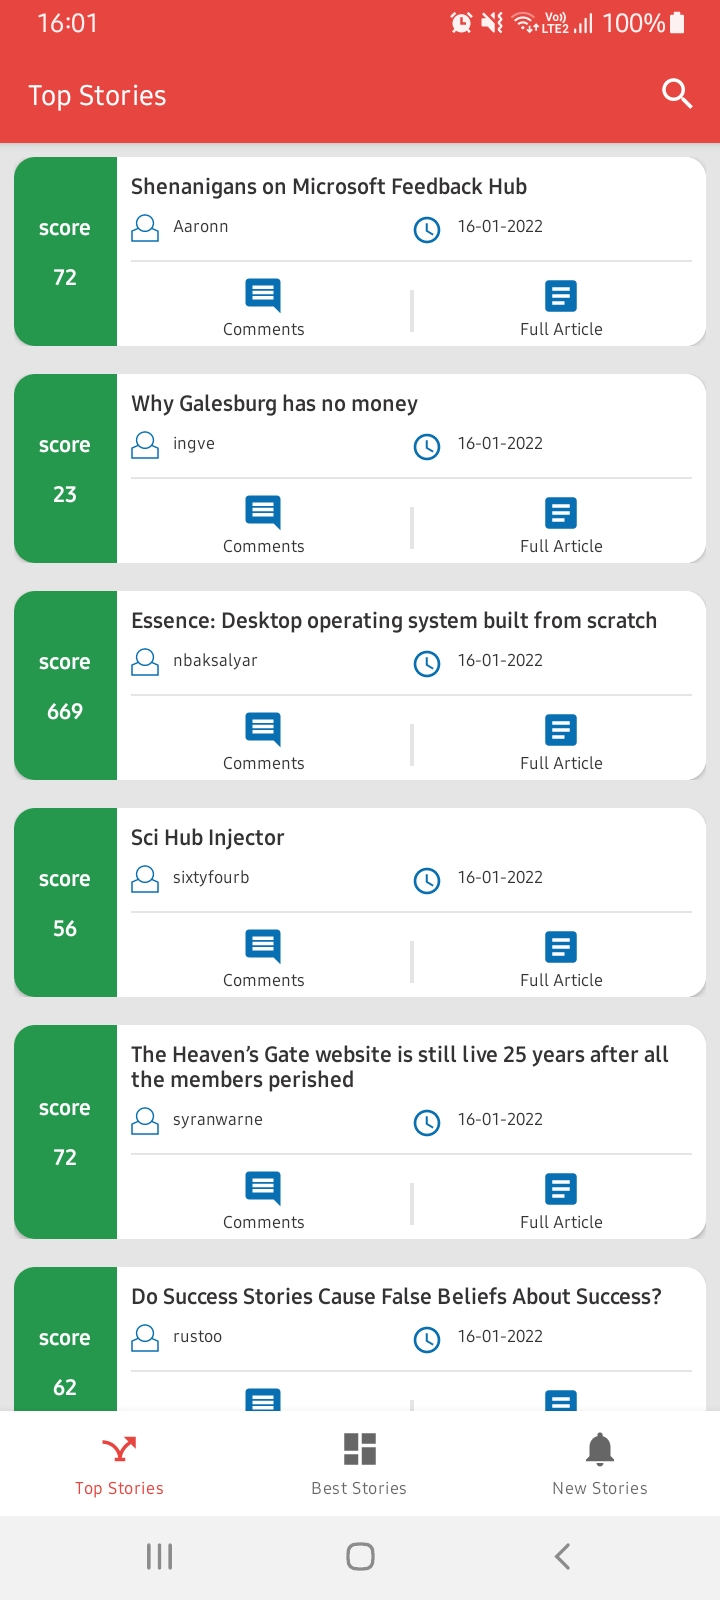 16:01
Vo)) LTE2 100%
Top Stories
Shenanigans on Microsoft Feedback Hub
score
72
Aaronn 16-01-2022
Comments Full Article
Why Galesburg has no money
score
23
ingve 16-01-2022
Comments Full Article
Essence: Desktop operating system built from scratch
score
669
nbaksalyar 16-01-2022
Comments Full Article
Sci Hub Injector
score
56
sixtyfourb 16-01-2022
Comments Full Article
The Heaven’s Gate website is still live 25 years after all
the members perished
score
72
syranwarne 16-01-2022
Comments Full Article
Do Success Stories Cause False Beliefs About Success?
score
62
rustoo 16-01-2022
Top Stories Best Stories New Stories